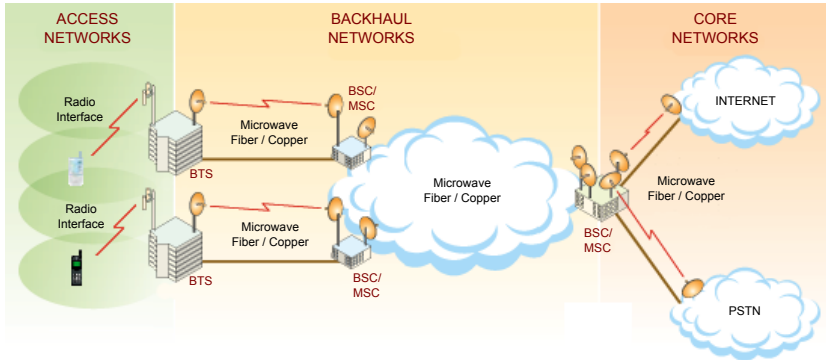 ACCESS
NETWORKS
BACKHAUL
NETWORKS
CORE
NETWORKS
Radio
Interface
BTS
Microwave
Fiber / Copper
BSC/
MSC
Radio
Interface
BTS
Microwave
Fiber / Copper
BSC/
MSC
Microwave
Fiber / Copper
BSC/
MSC
Microwave
Fiber / Copper
INTERNET
PSTN